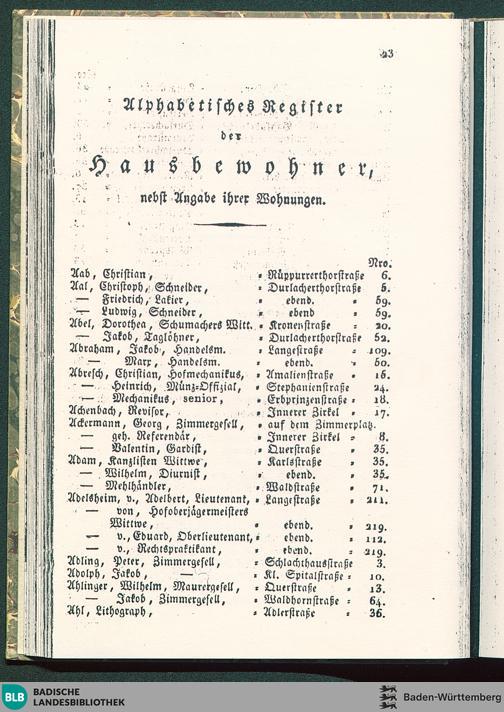 23
Alphabetisches Register
der
Hausbewohner,
nebst Angabe ihrer Wohnungen.
Nro.
Aab, Christian, = Rüppurrerthorstraße 6.
Aal, Christoph, Schneider, = Durlacherthorstraße 5.
— Friedrich, Lakier, = ebend. = 59.
— Ludwig, Schneider, = ebend = 59.
Abel, Dorothea, Schumachers Witt. = Kronenstraße = 20.
— Jakob, Taglöhner, = Durlacherthorstraße 52.
Abraham, Jakob, Handelsm. = Langestraße = 109.
— Marx, Handelsm. = ebend. = 60.
Abresch, Christian, Hofmechanikus, = Amalienstraße = 16.
— Heinrich, Münz-Offizial, = Stephanienstraße 24.
— Mechanikus, senior, = Erbprinzenstraße = 18.
Achenbach, Revisor, = Innerer Zirkel = 17.
Ackermann, Georg, Zimmergesell, = auf dem Zimmerplatz.
— geh. Referendär, = Innerer Zirkel = 8.
— Valentin, Gardist, = Querstraße = 35.
Adam, Kanzlisten Wittwe, = Karlsstraße = 35.
— Wilhelm, Diurnist, = ebend. = 35.
— Mehlhändler, = Waldstraße = 71.
Adelsheim, v., Adelbert, Lieutenant, = Langestraße = 211.
— von, Hofoberjägermeisters
Wittwe, = ebend. = 219.
— v., Eduard, Oberlieutenant, = ebend. = 112.
— v., Rechtspraktikant, = ebend. = 219.
Adling, Peter, Zimmergesell, = Schlachthausstraße 3.
Adolph, Jakob, — = Kl. Spitalstraße = 10.
Ahlinger, Wilhelm, Maurergesell, = Querstraße = 13.
— Jakob, Zimmergesell, = Waldhornstraße = 64.
Ahl, Lithograph, = Adlerstraße = 36.
BLB BADISCHE
LANDESBIBLIOTHEK
Baden-Württemberg